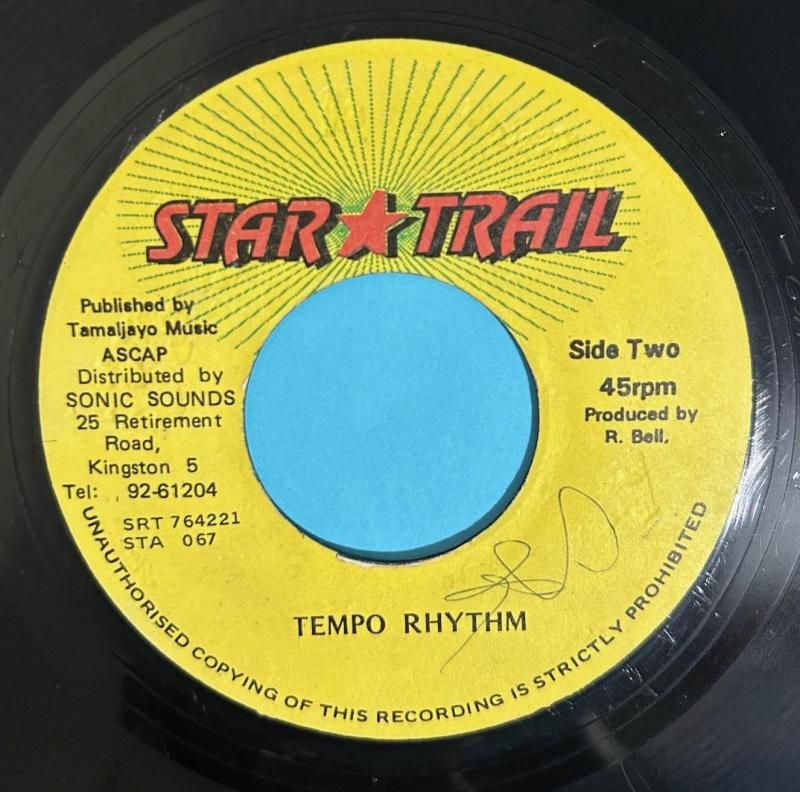 STAR TRAIL
Published by
Tamaljayo Music
ASCAP
Distributed by
SONIC SOUNDS
25 Retirement
Road,
Kingston 5
Tel: , 92-61204
SRT 764221
STA 067
Side Two
45rpm
Produced by
R. Bell.
TEMPO RHYTHM
UNAUTHORISED COPYING OF THIS RECORDING IS STRICTLY PROHIBITED